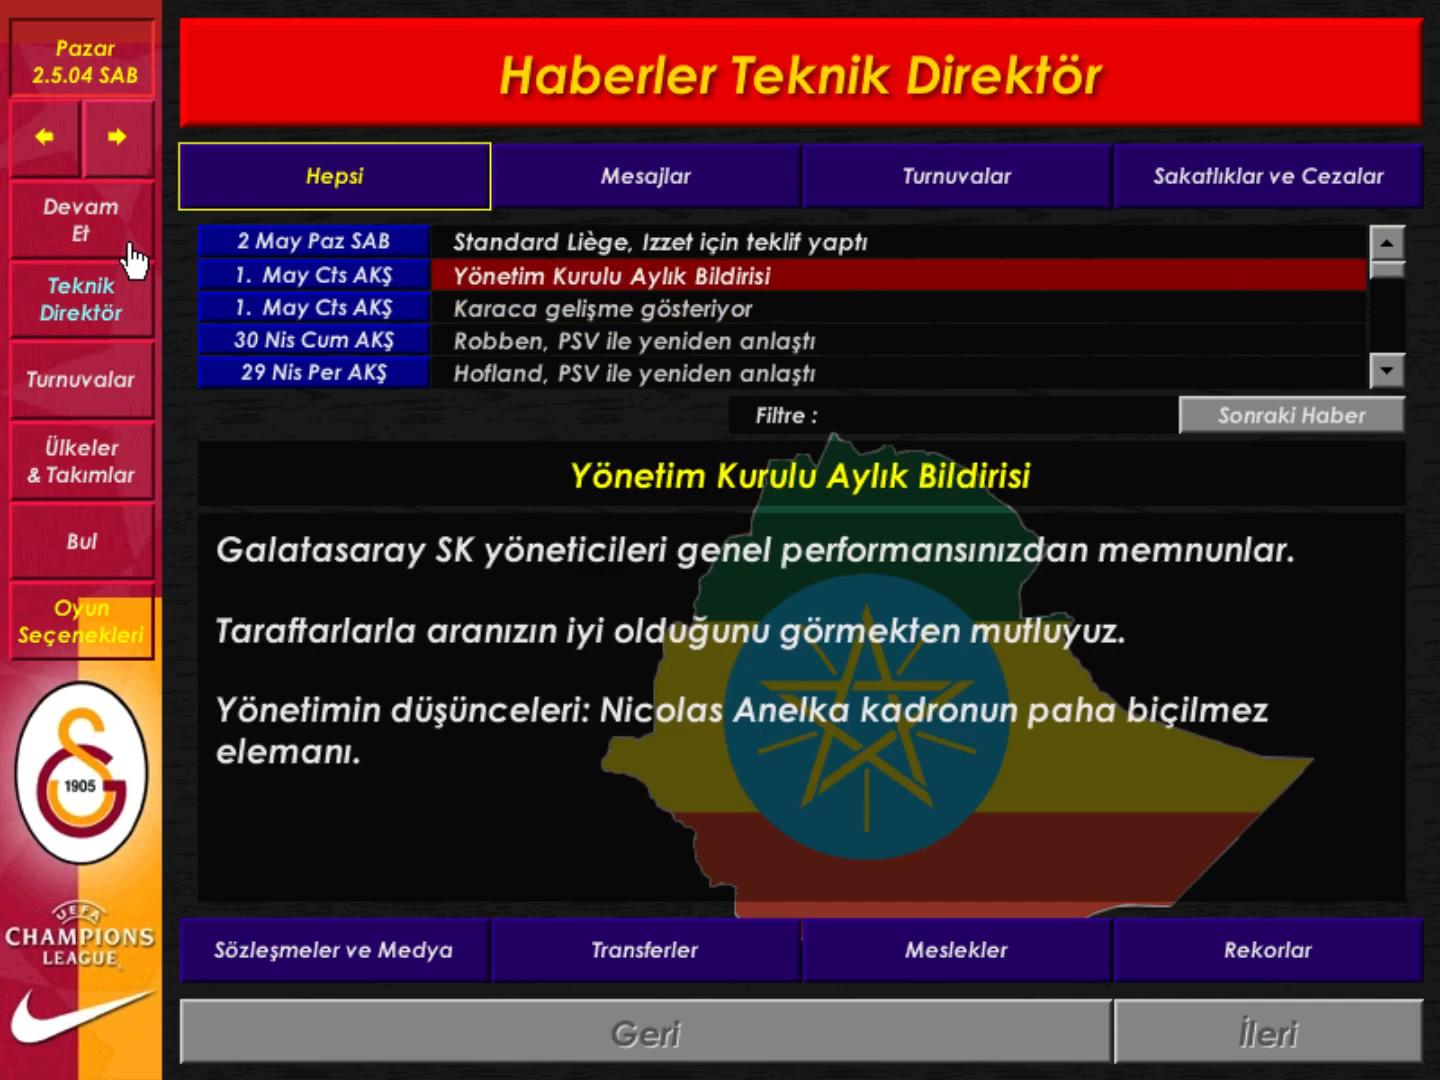 Pazar
2.5.04 SAB
Devam
Et
Teknik
Direktör
Turnuvalar
Ülkeler
& Takımlar
Bul
Oyun
Seçenekleri
1905
UEFA
CHAMPIONS
LEAGUE
Haberler Teknik Direktör
Hepsi
Mesajlar
Turnuvalar
Sakatlıklar ve Cezalar
2 May Paz SAB Standard Liège, Izzet için teklif yaptı
1. May Cts AKŞ Yönetim Kurulu Aylık Bildirisi
1. May Cts AKŞ Karaca gelişme gösteriyor
30 Nis Cum AKŞ Robben, PSV ile yeniden anlaştı
29 Nis Per AKŞ Hofland, PSV ile yeniden anlaştı
Filtre :
Sonraki Haber
Yönetim Kurulu Aylık Bildirisi
Galatasaray SK yöneticileri genel performansınızdan memnunlar.
Taraftarlarla aranızın iyi olduğunu görmekten mutluyuz.
Yönetimin düşünceleri: Nicolas Anelka kadronun paha biçilmez
elemanı.
Sözleşmeler ve Medya
Transferler
Meslekler
Rekorlar
Geri
İleri